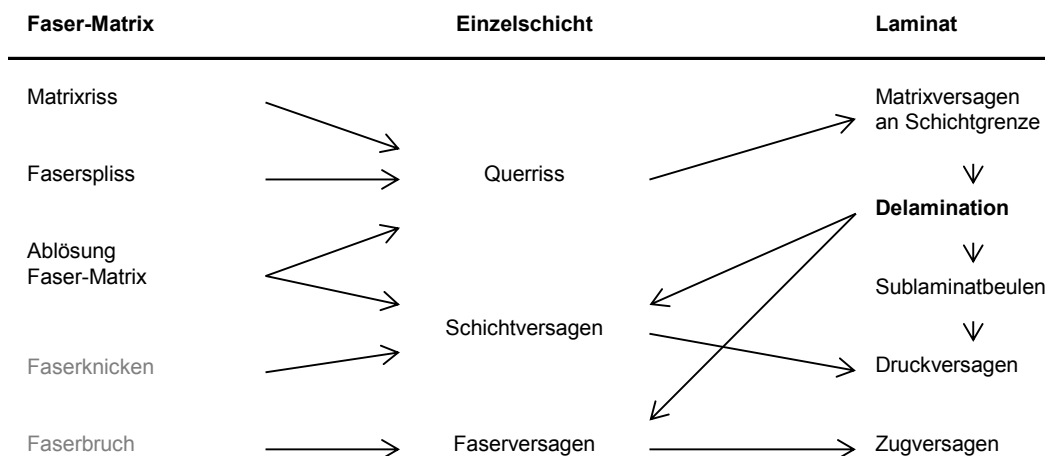 Faser-Matrix
Einzelschicht
Laminat
Matrixriss
Matrixversagen
an Schichtgrenze
Faserspliss
Querriss
Delamination
Ablösung
Faser-Matrix
Sublaminatbeulen
Schichtversagen
Faserknicken
Druckversagen
Faserbruch
Faserversagen
Zugversagen